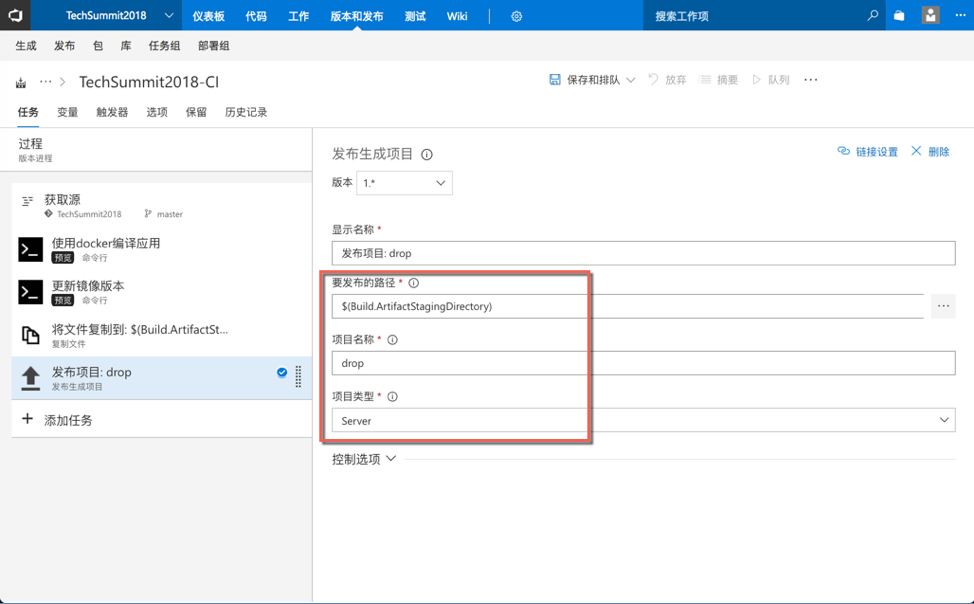 TechSummit2018 仪表板 代码 工作 版本和发布 测试 Wiki 搜索工作项
生成 发布 包 库 任务组 部署组
... > TechSummit2018-CI 保存和排队 放弃 摘要 队列 ...
任务 变量 触发器 选项 保留 历史记录
过程
版本进程
获取源
TechSummit2018 master
使用docker编译应用
预览 命令行
更新镜像版本
预览 命令行
将文件复制到: $(Build.ArtifactSt...
复制文件
发布项目: drop
发布生成项目
+ 添加任务
发布生成项目 链接设置 删除
版本 1.*
显示名称 *
发布项目: drop
要发布的路径 *
$(Build.ArtifactStagingDirectory) ...
项目名称 *
drop
项目类型 *
Server
控制选项